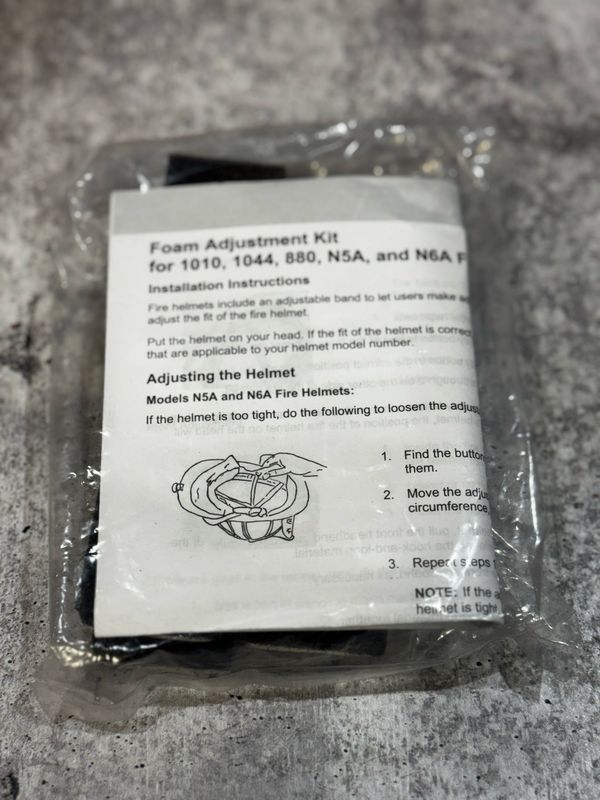 Foam Adjustment Kit
for 1010, 1044, 880, N5A, and N6A F
Installation Instructions
Fire helmets include an adjustable band to let users make
adjust the fit of the fire helmet.
Put the helmet on your head. If the fit of the helmet is correct
that are applicable to your helmet model number.
Adjusting the Helmet
Models N5A and N6A Fire Helmets:
If the helmet is too tight, do the following to loosen the adjus
1. Find the button
them.
2. Move the adju
circumference
3. Repeat steps
NOTE: If the a
helmet is tight